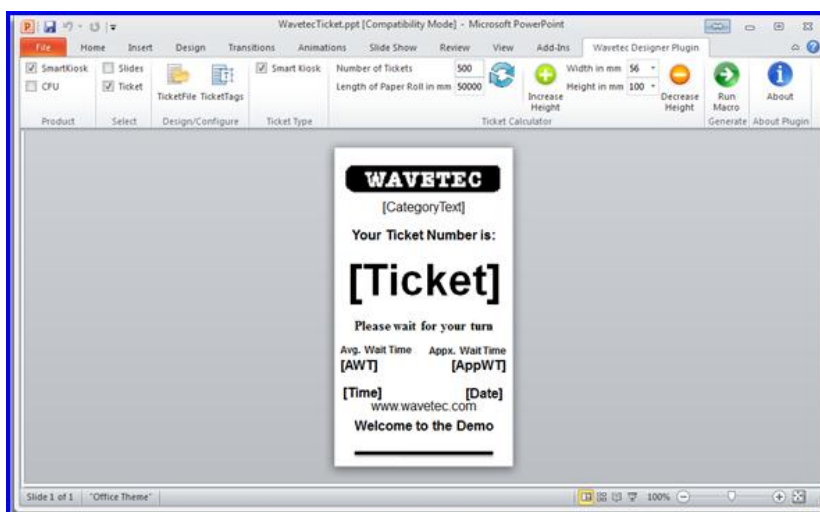 WavetecTicket.ppt [Compatibility Mode] - Microsoft PowerPoint
File Home Insert Design Transitions Animations Slide Show Review View Add-Ins Wavetec Designer Plugin
SmartKiosk Slides Smart Kiosk Number of Tickets 500 Width in mm 56
CFU Ticket TicketFile TicketTags Length of Paper Roll in mm 50000 Increase Height Height in mm 100 Decrease Height Run Macro About
Product Select Design/Configure Ticket Type Ticket Calculator Generate About Plugin
WAVETEC
[CategoryText]
Your Ticket Number is:
[Ticket]
Please wait for your turn
Avg. Wait Time Appx. Wait Time
[AWT] [AppWT]
[Time] [Date]
www.wavetec.com
Welcome to the Demo
Slide 1 of 1 "Office Theme" 100%